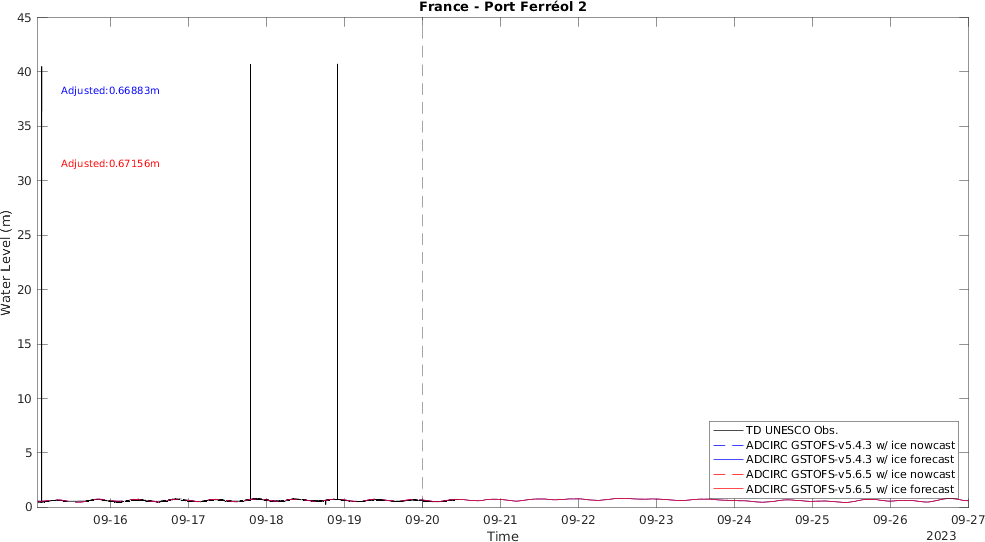 France - Port Ferréol 2
45
40
35
30
25
20
15
10
5
0
Water Level (m)
Adjusted:0.66883m
Adjusted:0.67156m
TD UNESCO Obs.
ADCIRC GSTOFS-v5.4.3 w/ ice nowcast
ADCIRC GSTOFS-v5.4.3 w/ ice forecast
ADCIRC GSTOFS-v5.6.5 w/ ice nowcast
ADCIRC GSTOFS-v5.6.5 w/ ice forecast
09-16 09-17 09-18 09-19 09-20 09-21 09-22 09-23 09-24 09-25 09-26 09-27
Time
2023